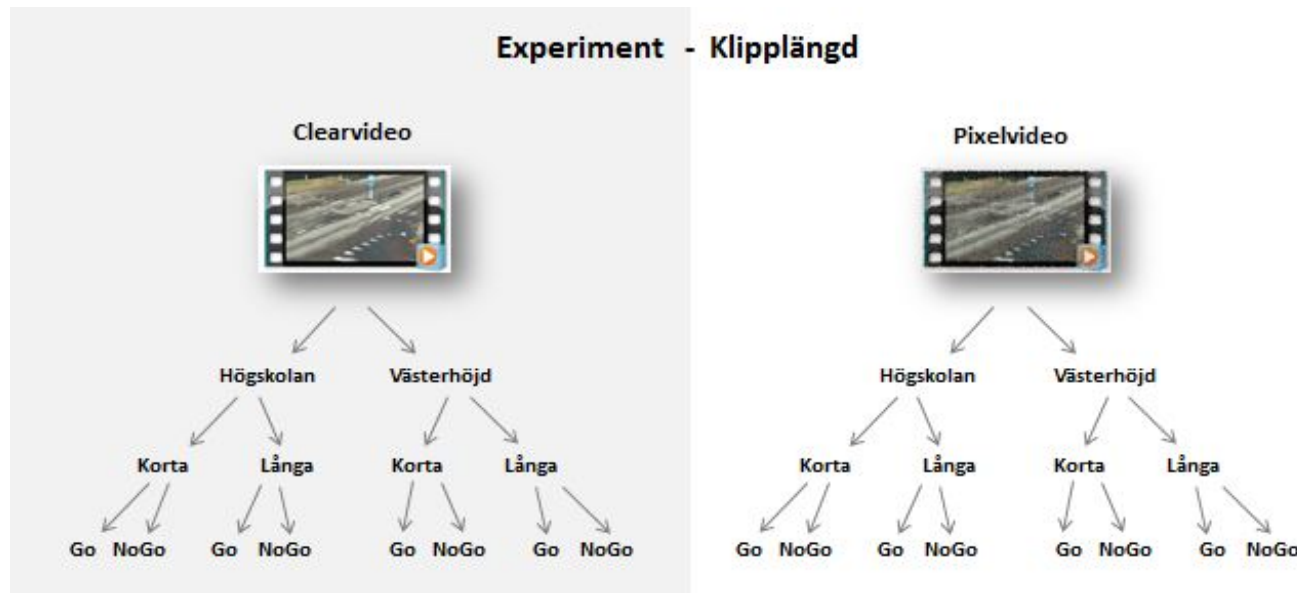 Experiment - Klipplängd
Clearvideo
Pixelvideo
Högskolan Västerhöjd
Högskolan Västerhöjd
Korta Långa Korta Långa
Korta Långa Korta Långa
Go NoGo Go NoGo Go NoGo Go NoGo
Go NoGo Go NoGo Go NoGo Go NoGo